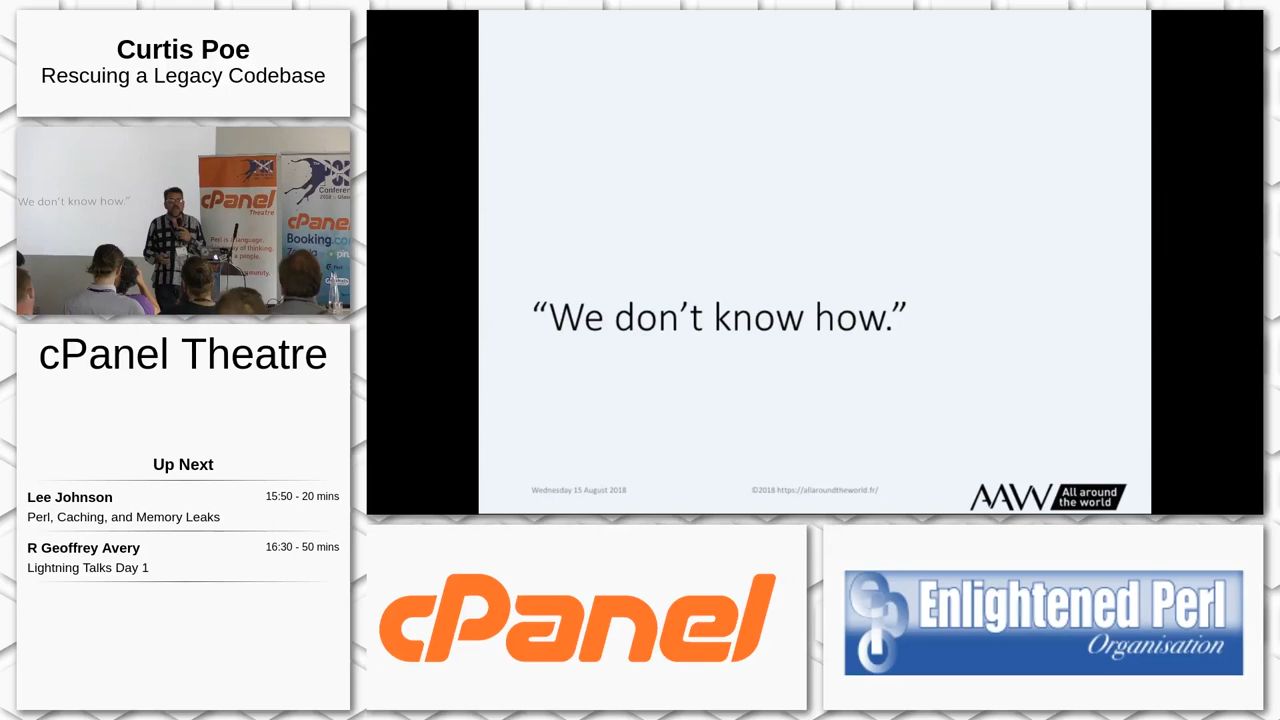 Curtis Poe
Rescuing a Legacy Codebase
We don't know how.”
cPanel
Theatre
Conference
cPanel
Booking.com
cPanel Theatre
Up Next
Lee Johnson
15:50 - 20 mins
Perl, Caching, and Memory Leaks
R Geoffrey Avery
16:30 - 50 mins
Lightning Talks Day 1
“We don’t know how.”
Wednesday 15 August 2018
©2018 https://allaroundtheworld.fr/
AAW All around
the world
cPanel
Enlightened Perl
Organisation